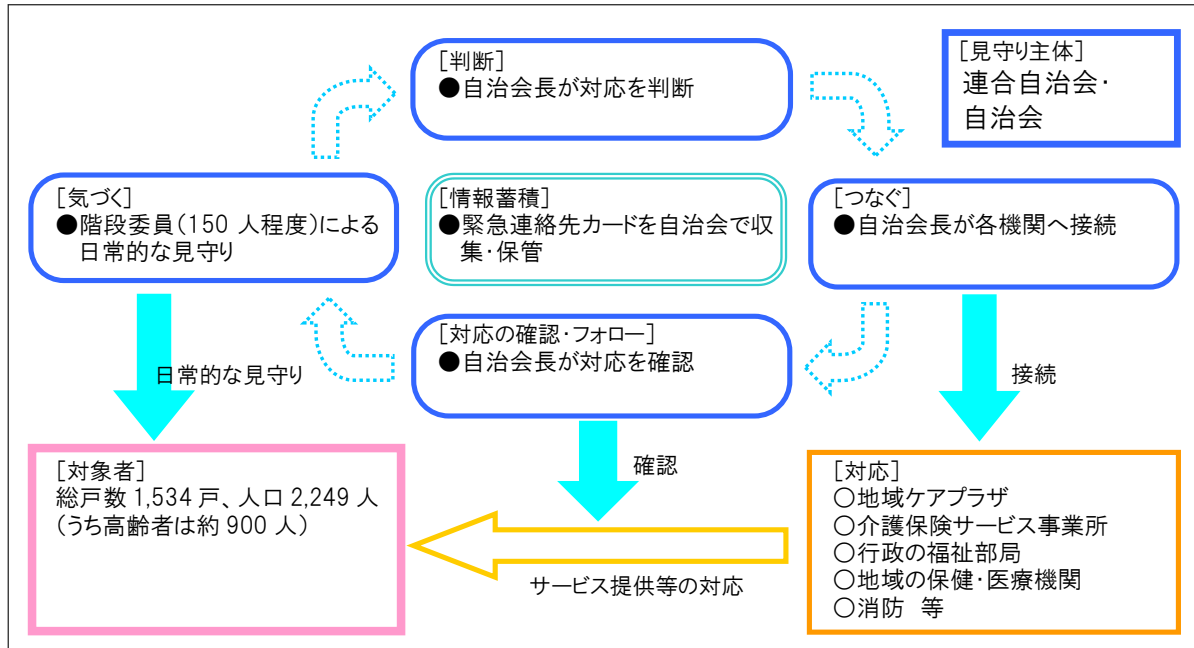 [判断]
●自治会長が対応を判断
[見守り主体]
連合自治会・
自治会
[気づく]
●階段委員(150 人程度)による
日常的な見守り
[情報蓄積]
●緊急連絡先カードを自治会で収
集・保管
[つなぐ]
●自治会長が各機関へ接続
[対応の確認・フォロー]
●自治会長が対応を確認
日常的な見守り
接続
確認
[対象者]
総戸数 1,534 戸、人口 2,249 人
(うち高齢者は約 900 人)
サービス提供等の対応
[対応]
○地域ケアプラザ
○介護保険サービス事業所
○行政の福祉部局
○地域の保健・医療機関
○消防 等